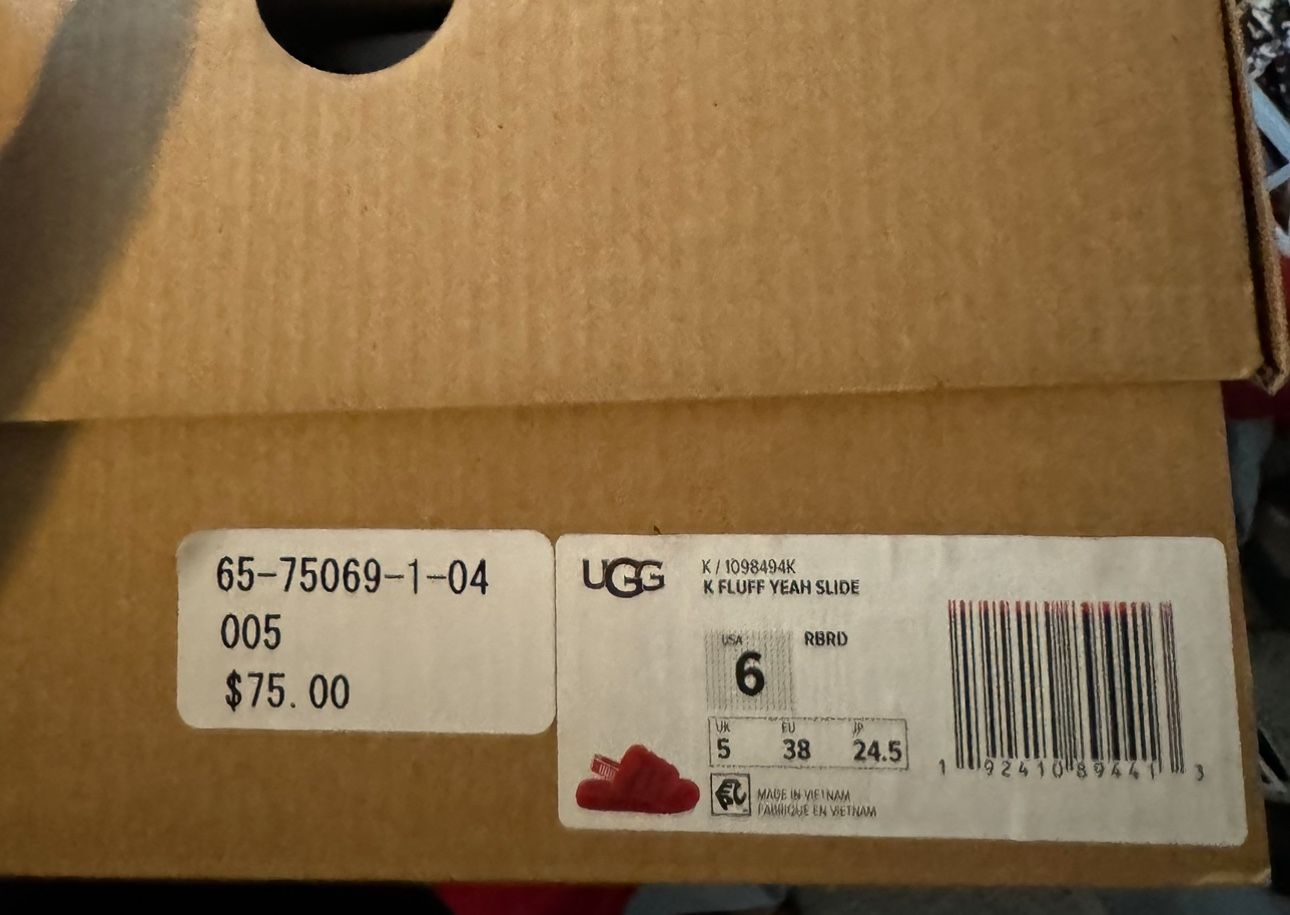 65-75069-1-04
005
$75.00
UGG
K / 1098494K
K FLUFF YEAH SLIDE
USA
6
RBRD
UK EU JP
5 38 24.5
MADE IN VIETNAM
FABRIQUÉ EN VIETNAM
1 92410 89441 3